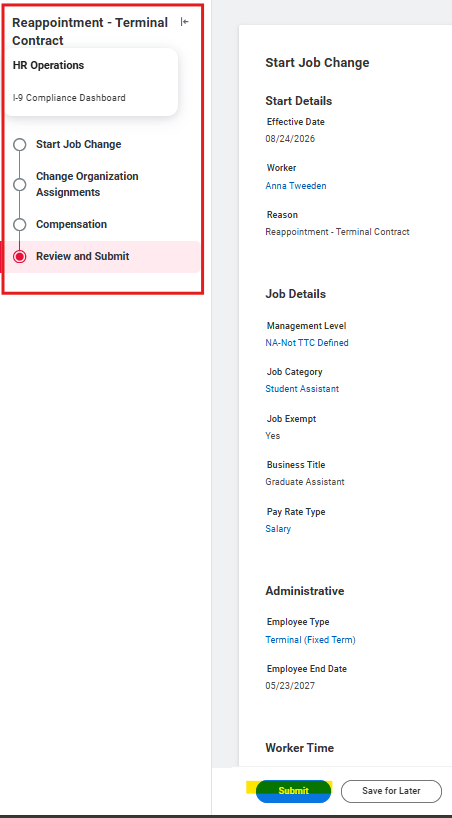 Reappointment - Terminal
Contract
HR Operations
I-9 Compliance Dashboard
Start Job Change
Change Organization
Assignments
Compensation
Review and Submit
Start Job Change
Start Details
Effective Date
08/24/2026
Worker
Anna Tweeden
Reason
Reappointment - Terminal Contract
Job Details
Management Level
NA-Not TTC Defined
Job Category
Student Assistant
Job Exempt
Yes
Business Title
Graduate Assistant
Pay Rate Type
Salary
Administrative
Employee Type
Terminal (Fixed Term)
Employee End Date
05/23/2027
Worker Time
Submit
Save for Later